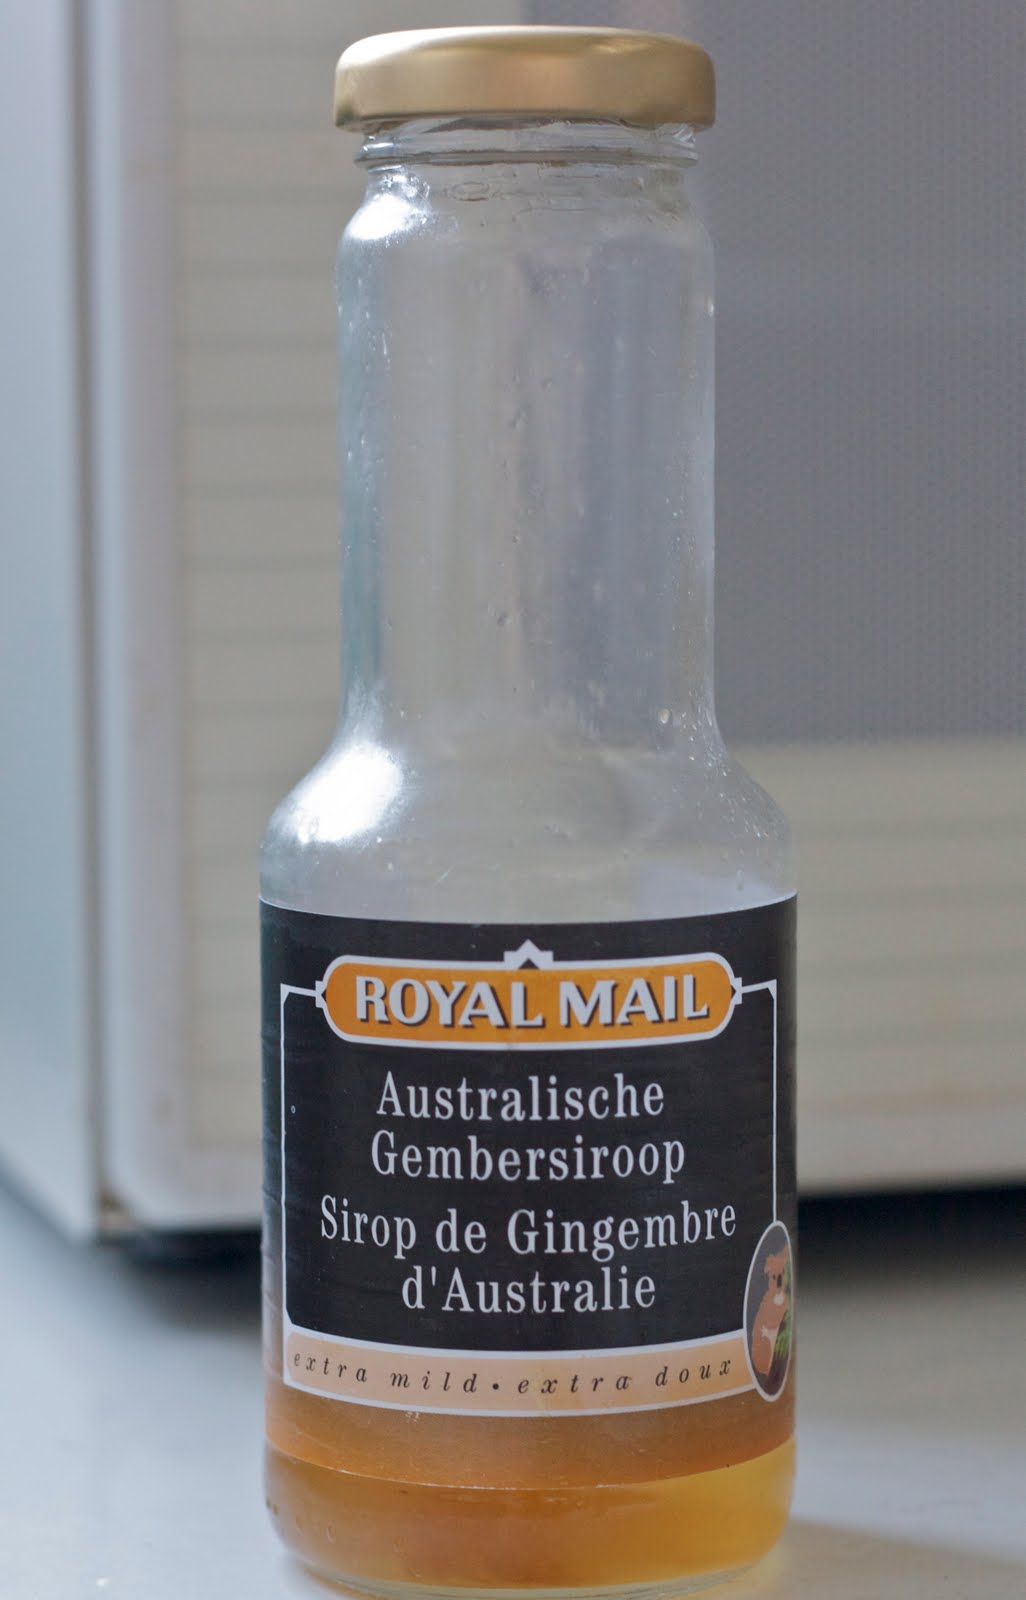 ROYAL MAIL
Australische
Gembersiroop
Sirop de Gingembre
d'Australie
extra mild • extra doux